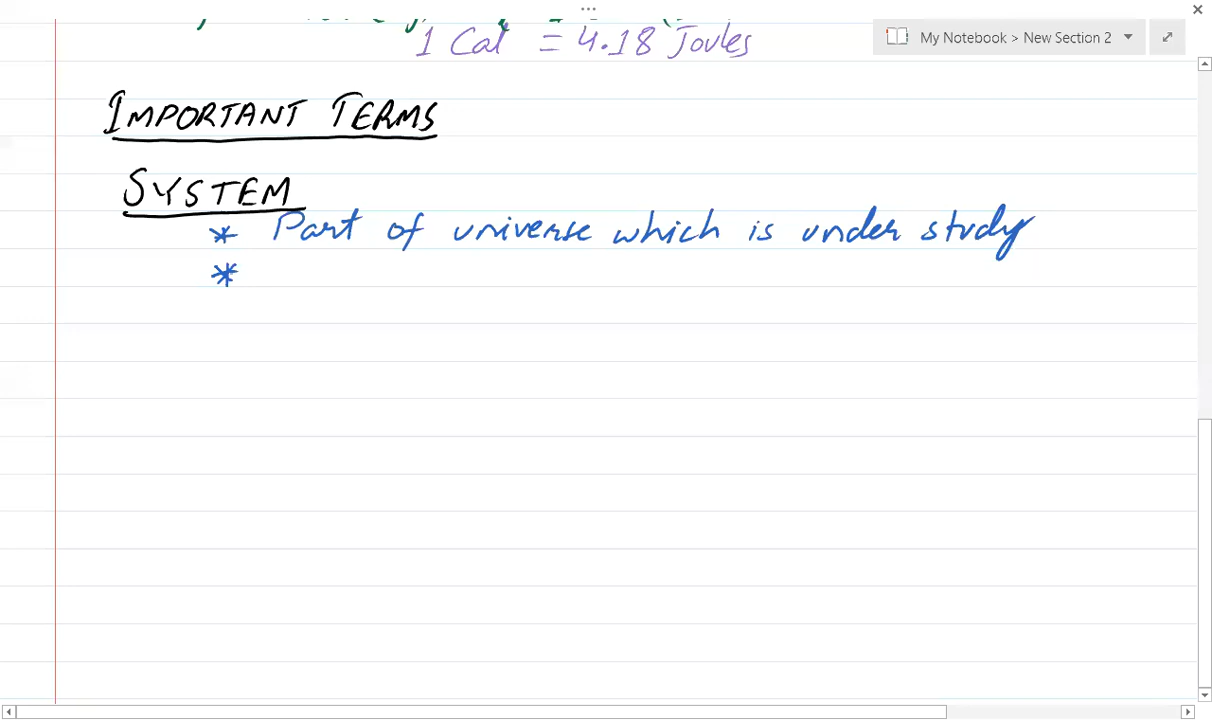 1 Cal = 4.18 Joules
My Notebook > New Section 2
IMPORTANT TERMS
SYSTEM
* Part of universe which is under study
*